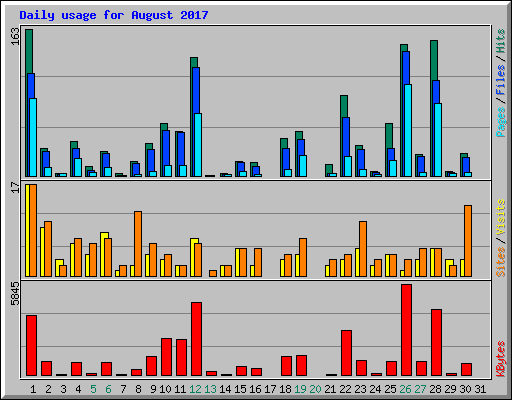 Daily usage for August 2017
163
Pages / Files / Hits
17
Sites / Visits
5845
KBytes
1 2 3 4 5 6 7 8 9 10 11 12 13 14 15 16 17 18 19 20 21 22 23 24 25 26 27 28 29 30 31